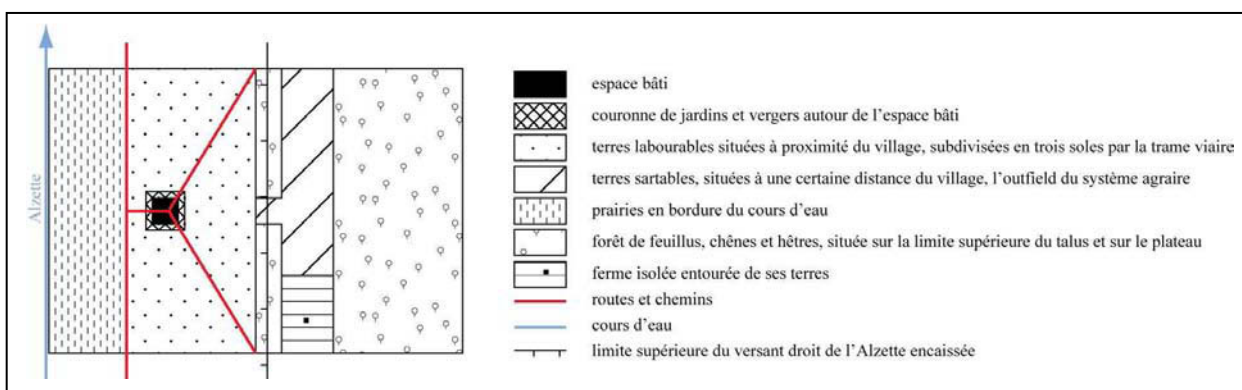 Alzette
espace bâti
couronne de jardins et vergers autour de l'espace bâti
terres labourables situées à proximité du village, subdivisées en trois soles par la trame viaire
terres sartables, situées à une certaine distance du village, l'outfield du système agraire
prairies en bordure du cours d'eau
forêt de feuillus, chênes et hêtres, située sur la limite supérieure du talus et sur le plateau
ferme isolée entourée de ses terres
routes et chemins
cours d'eau
limite supérieure du versant droit de l'Alzette encaissée